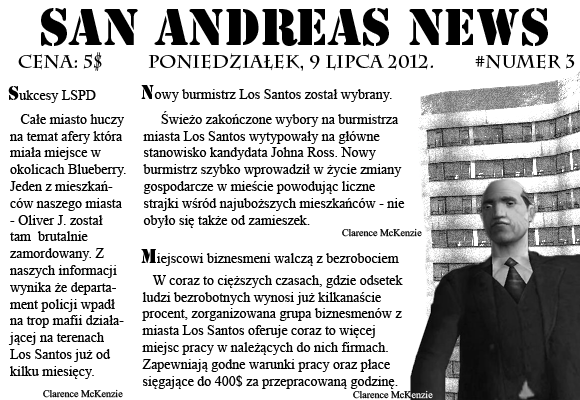 SAN ANDREAS NEWS
CENA: 5$ PONIEDZIAŁEK, 9 LIPCA 2012. #NUMER 3
Sukcesy LSPD
Całe miasto huczy
na temat afery która
miała miejsce w
okolicach Blueberry.
Jeden z mieszkań-
ców naszego miasta
- Oliver J. został
tam brutalnie
zamordowany. Z
naszych informacji
wynika że departa-
ment policji wpadł
na trop mafii działa-
jącej na terenach
Los Santos już od
kilku miesięcy.
Clarence McKenzie
Nowy burmistrz Los Santos został wybrany.
Świeżo zakończone wybory na burmistrza
miasta Los Santos wytypowały na główne
stanowisko kandydata Johna Ross. Nowy
burmistrz szybko wprowadził w życie zmiany
gospodarcze w mieście powodując liczne
strajki wśród najuboższych mieszkańców - nie
obyło się także od zamieszek.
Clarence McKenzie
Miejscowi biznesmeni walczą z bezrobociem
W coraz to cięższych czasach, gdzie odsetek
ludzi bezrobotnych wynosi już kilkanaście
procent, zorganizowana grupa biznesmenów z
miasta Los Santos oferuje coraz to więcej
miejsc pracy w należących do nich firmach.
Zapewniają godne warunki pracy oraz płace
sięgające do 400$ za przepracowaną godzinę.
Clarence McKenzie